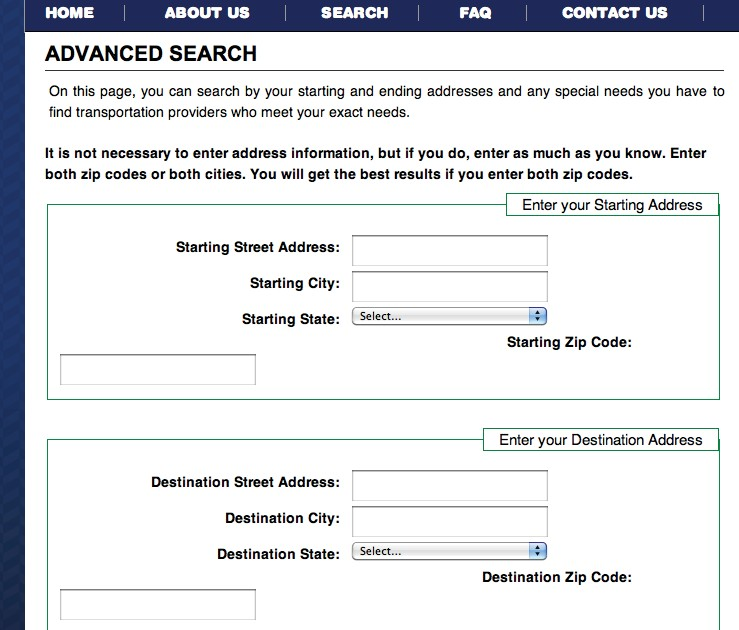 HOME ABOUT US SEARCH FAQ CONTACT US
ADVANCED SEARCH
On this page, you can search by your starting and ending addresses and any special needs you have to
find transportation providers who meet your exact needs.
It is not necessary to enter address information, but if you do, enter as much as you know. Enter
both zip codes or both cities. You will get the best results if you enter both zip codes.
Enter your Starting Address
Starting Street Address:
Starting City:
Starting State: Select...
Starting Zip Code:
Enter your Destination Address
Destination Street Address:
Destination City:
Destination State: Select...
Destination Zip Code: